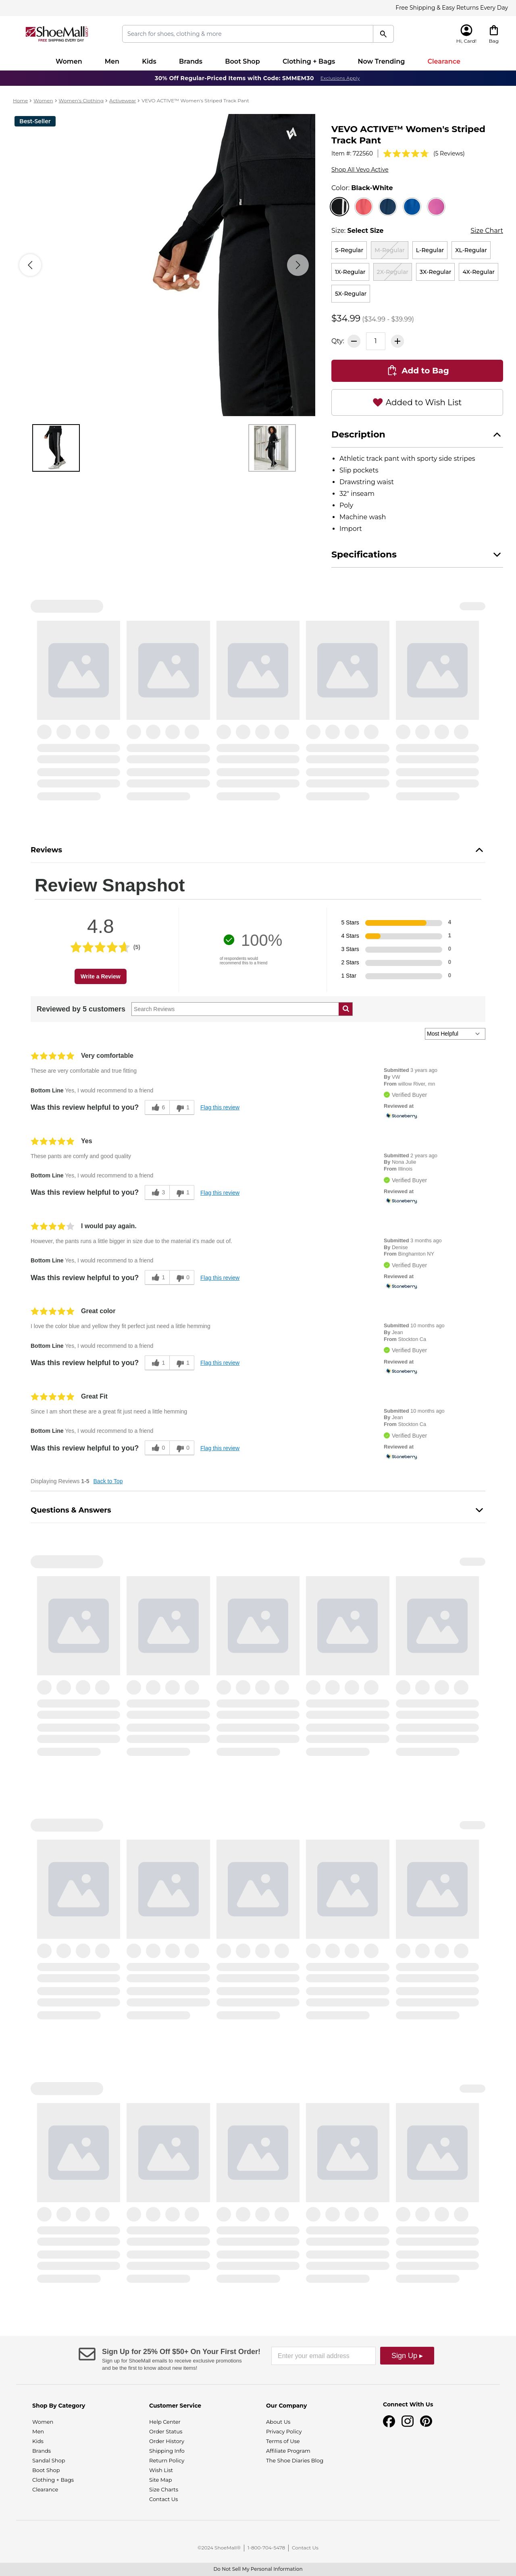 Free Shipping & Easy Returns Every Day
ShoeMall
FREE SHIPPING EVERY DAY
Search for shoes, clothing & more
Hi, Card!
Bag
Women
Men
Kids
Brands
Boot Shop
Clothing + Bags
Now Trending
Clearance
30% Off Regular-Priced Items with Code: SMMEM30 Exclusions Apply
Home › Women › Women's Clothing › Activewear › VEVO ACTIVE™ Women's Striped Track Pant
Best-Seller
VEVO ACTIVE™ Women's Striped
Track Pant
Item #: 722560
(5 Reviews)
Shop All Vevo Active
Color: Black-White
Size: Select Size
Size Chart
S-Regular
M-Regular
L-Regular
XL-Regular
1X-Regular
2X-Regular
3X-Regular
4X-Regular
5X-Regular
$34.99 ($34.99 - $39.99)
Qty:
1
Add to Bag
Added to Wish List
Description
• Athletic track pant with sporty side stripes
• Slip pockets
• Drawstring waist
• 32" inseam
• Poly
• Machine wash
• Import
Specifications
Reviews
Review Snapshot
4.8
(5)
Write a Review
100%
of respondents would
recommend this to a friend
5 Stars 4
4 Stars 1
3 Stars 0
2 Stars 0
1 Star 0
Reviewed by 5 customers
Search Reviews
Most Helpful
Very comfortable
These are very comfortable and true fitting
Bottom Line Yes, I would recommend to a friend
Was this review helpful to you? 6 1 Flag this review
Submitted 3 years ago
By VW
From willow River, mn
Verified Buyer
Reviewed at
Stoneberry
Yes
These pants are comfy and good quality
Bottom Line Yes, I would recommend to a friend
Was this review helpful to you? 3 1 Flag this review
Submitted 2 years ago
By Nona Julie
From Illinois
Verified Buyer
Reviewed at
Stoneberry
I would pay again.
However, the pants runs a little bigger in size due to the material it's made out of.
Bottom Line Yes, I would recommend to a friend
Was this review helpful to you? 1 0 Flag this review
Submitted 3 months ago
By Denise
From Binghamton NY
Verified Buyer
Reviewed at
Stoneberry
Great color
I love the color blue and yellow they fit perfect just need a little hemming
Bottom Line Yes, I would recommend to a friend
Was this review helpful to you? 1 1 Flag this review
Submitted 10 months ago
By Jean
From Stockton Ca
Verified Buyer
Reviewed at
Stoneberry
Great Fit
Since I am short these are a great fit just need a little hemming
Bottom Line Yes, I would recommend to a friend
Was this review helpful to you? 0 0 Flag this review
Submitted 10 months ago
By Jean
From Stockton Ca
Verified Buyer
Reviewed at
Stoneberry
Displaying Reviews 1-5 Back to Top
Questions & Answers
Sign Up for 25% Off $50+ On Your First Order!
Sign up for ShoeMall emails to receive exclusive promotions
and be the first to know about new items!
Enter your email address
Sign Up ▸
Shop By Category
Women
Men
Kids
Brands
Sandal Shop
Boot Shop
Clothing + Bags
Clearance
Customer Service
Help Center
Order Status
Order History
Shipping Info
Return Policy
Wish List
Site Map
Size Charts
Contact Us
Our Company
About Us
Privacy Policy
Terms of Use
Affiliate Program
The Shoe Diaries Blog
Connect With Us
©2024 ShoeMall® | 1-800-704-5478 | Contact Us
Do Not Sell My Personal Information